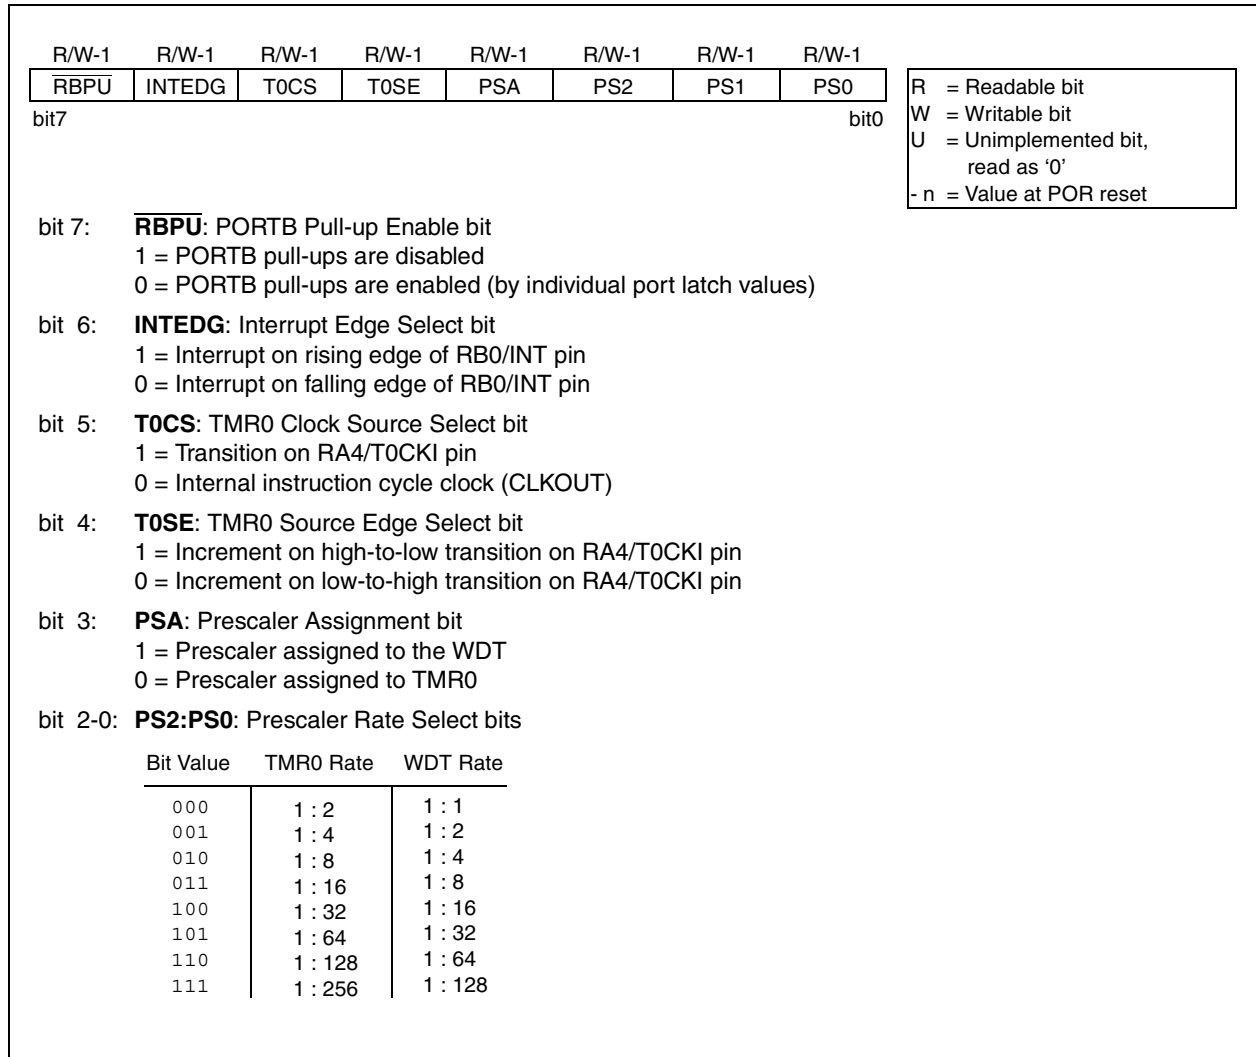 R/W-1 R/W-1 R/W-1 R/W-1 R/W-1 R/W-1 R/W-1 R/W-1
RBPU INTEDG T0CS T0SE PSA PS2 PS1 PS0
bit7 bit0
R = Readable bit
W = Writable bit
U = Unimplemented bit,
read as ‘0’
- n = Value at POR reset
bit 7: RBPU: PORTB Pull-up Enable bit
1 = PORTB pull-ups are disabled
0 = PORTB pull-ups are enabled (by individual port latch values)
bit 6: INTEDG: Interrupt Edge Select bit
1 = Interrupt on rising edge of RB0/INT pin
0 = Interrupt on falling edge of RB0/INT pin
bit 5: T0CS: TMR0 Clock Source Select bit
1 = Transition on RA4/T0CKI pin
0 = Internal instruction cycle clock (CLKOUT)
bit 4: T0SE: TMR0 Source Edge Select bit
1 = Increment on high-to-low transition on RA4/T0CKI pin
0 = Increment on low-to-high transition on RA4/T0CKI pin
bit 3: PSA: Prescaler Assignment bit
1 = Prescaler assigned to the WDT
0 = Prescaler assigned to TMR0
bit 2-0: PS2:PS0: Prescaler Rate Select bits
Bit Value TMR0 Rate WDT Rate
000 1 : 2 1 : 1
001 1 : 4 1 : 2
010 1 : 8 1 : 4
011 1 : 16 1 : 8
100 1 : 32 1 : 16
101 1 : 64 1 : 32
110 1 : 128 1 : 64
111 1 : 256 1 : 128